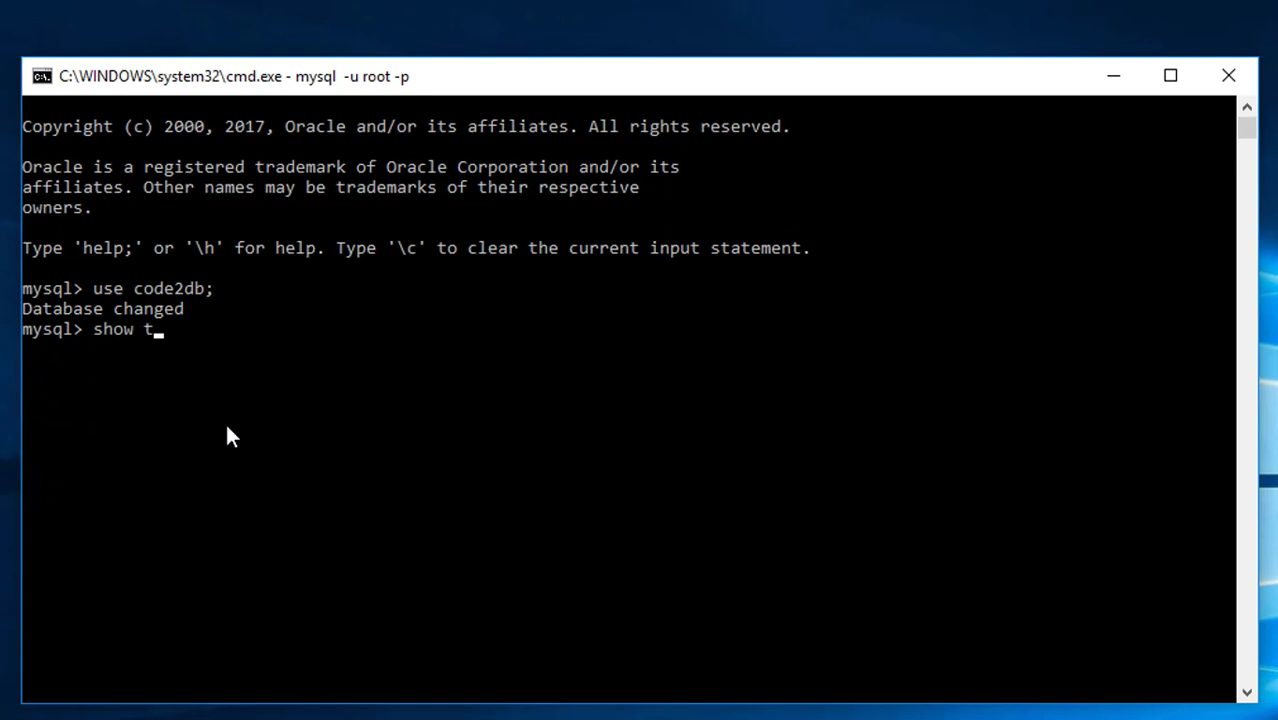 C:\WINDOWS\system32\cmd.exe - mysql  -u root -p
Copyright (c) 2000, 2017, Oracle and/or its affiliates. All rights reserved.
Oracle is a registered trademark of Oracle Corporation and/or its
affiliates. Other names may be trademarks of their respective
owners.
Type 'help;' or '\h' for help. Type '\c' to clear the current input statement.
mysql> use code2db;
Database changed
mysql> show t_